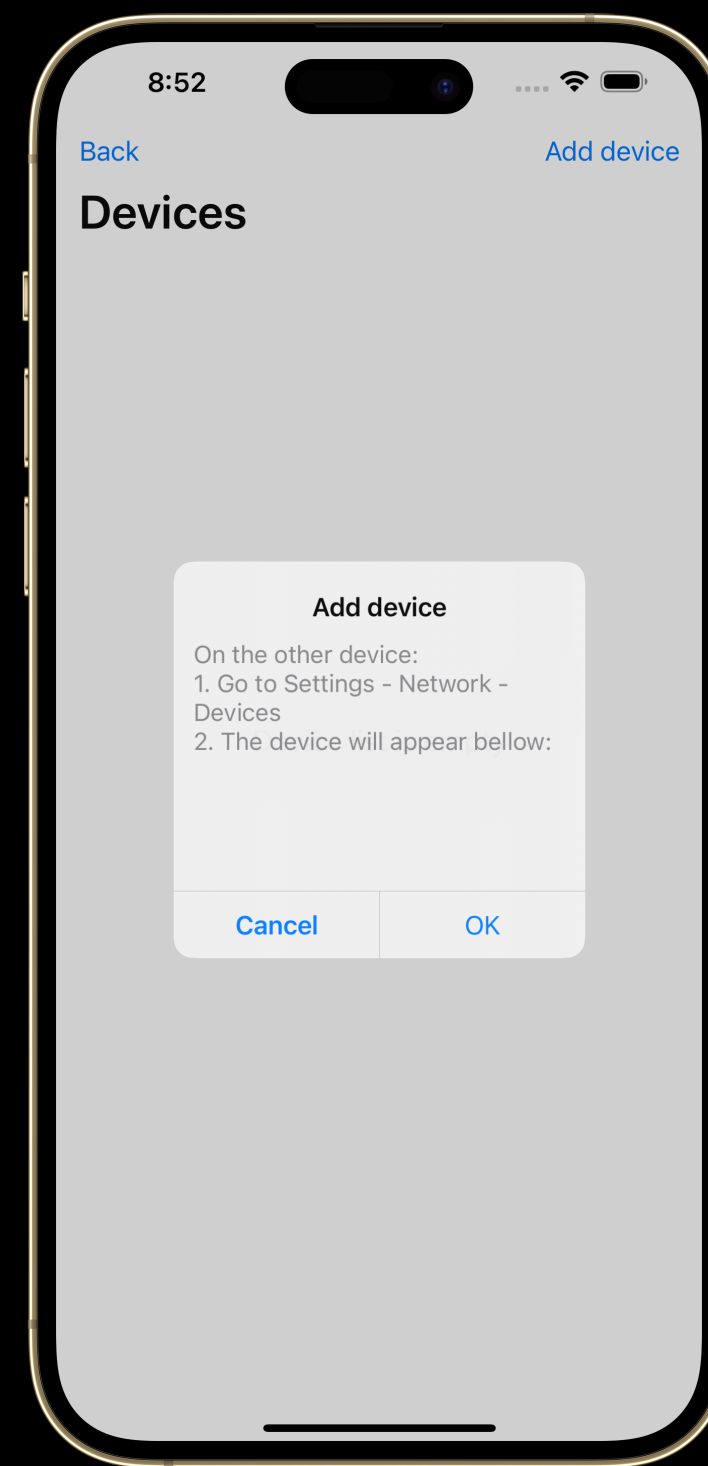 8:52
Back
Add device
Devices
Add device
On the other device:
1. Go to Settings - Network -
Devices
2. The device will appear bellow:
Cancel
OK